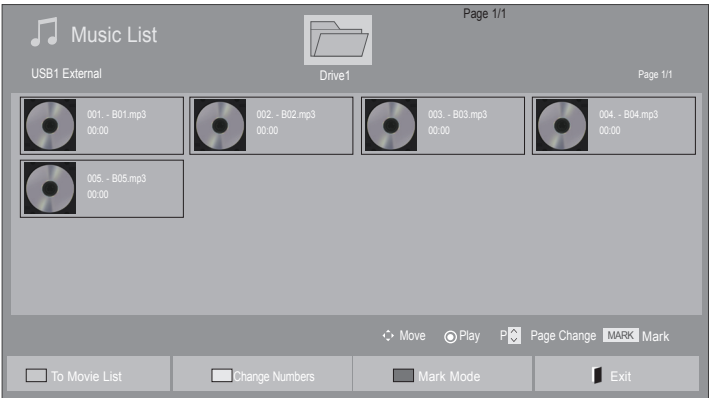 Page 1/1
Music List
USB1 External
Drive1
Page 1/1
001. - B01.mp3
00:00
002. - B02.mp3
00:00
003. - B03.mp3
00:00
004. - B04.mp3
00:00
005. - B05.mp3
00:00
Move Play P Page Change MARK Mark
To Movie List Change Numbers Mark Mode Exit